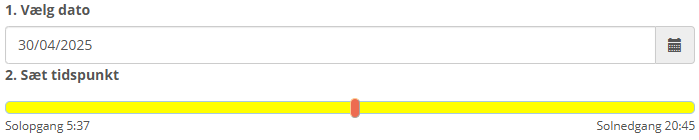 1. Vælg dato
30/04/2025
2. Sæt tidspunkt
Solopgang 5:37 Solnedgang 20:45